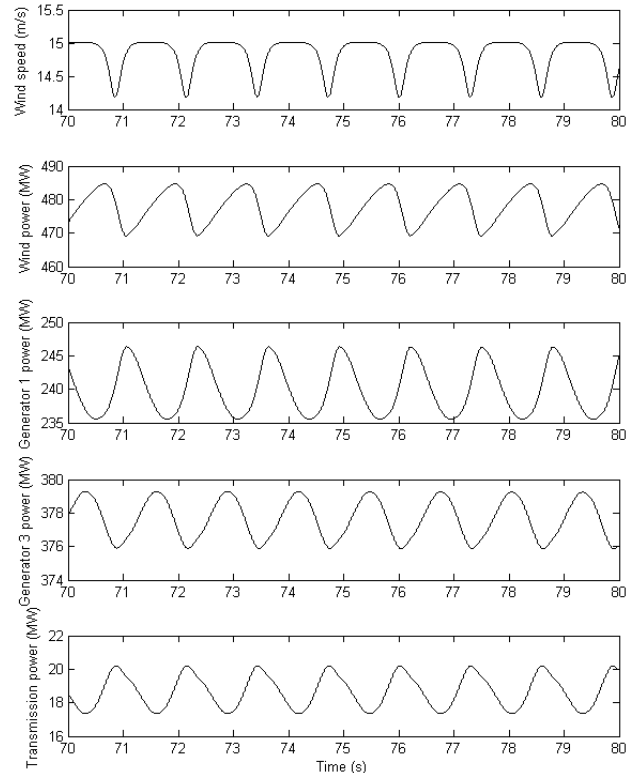 Wind speed (m/s)
15.5
15
14.5
14
70 71 72 73 74 75 76 77 78 79 80
Wind power (MW)
490
480
470
460
70 71 72 73 74 75 76 77 78 79 80
Generator 1 power (MW)
250
245
240
235
70 71 72 73 74 75 76 77 78 79 80
Generator 3 power (MW)
380
378
376
374
70 71 72 73 74 75 76 77 78 79 80
Transmission power (MW)
22
20
18
16
70 71 72 73 74 75 76 77 78 79 80
Time (s)